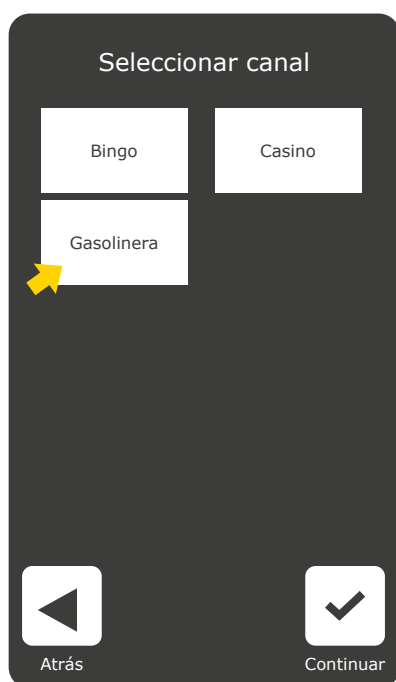 Seleccionar canal
Bingo
Casino
Gasolinera
Atrás
Continuar